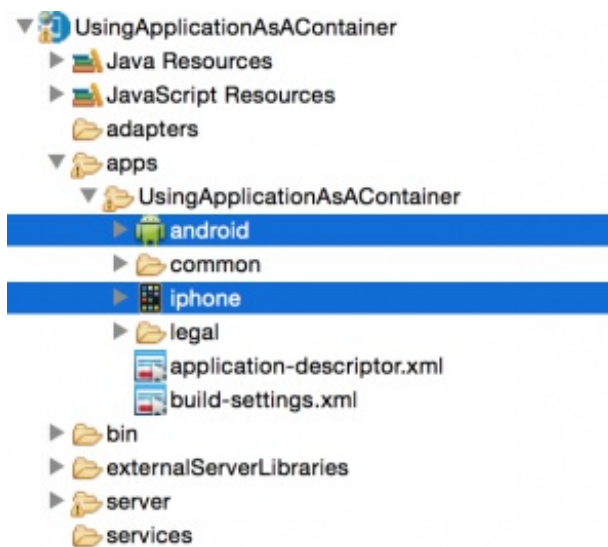 UsingApplicationAsAContainer
Java Resources
JavaScript Resources
adapters
apps
UsingApplicationAsAContainer
android
common
iphone
legal
application-descriptor.xml
build-settings.xml
bin
externalServerLibraries
server
services